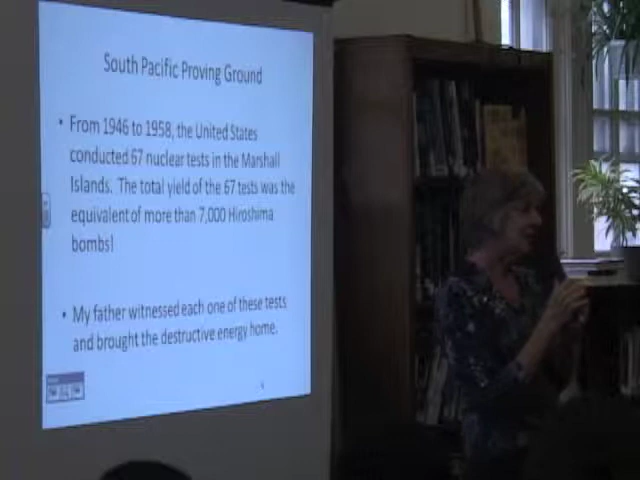 South Pacific Proving Ground
• From 1946 to 1958, the United States
conducted 67 nuclear tests in the Marshall
Islands. The total yield of the 67 tests was the
equivalent of more than 7,000 Hiroshima
bombs!
• My father witnessed each one of these tests
and brought the destructive energy home.